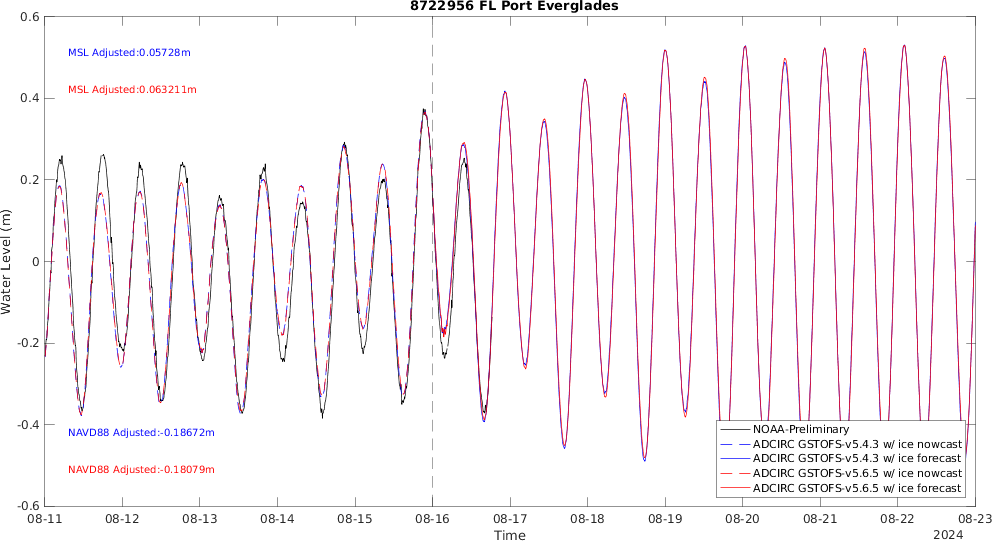 8722956 FL Port Everglades
MSL Adjusted:0.05728m
MSL Adjusted:0.063211m
NAVD88 Adjusted:-0.18672m
NAVD88 Adjusted:-0.18079m
Water Level (m)
0.6
0.4
0.2
0
-0.2
-0.4
-0.6
NOAA-Preliminary
ADCIRC GSTOFS-v5.4.3 w/ ice nowcast
ADCIRC GSTOFS-v5.4.3 w/ ice forecast
ADCIRC GSTOFS-v5.6.5 w/ ice nowcast
ADCIRC GSTOFS-v5.6.5 w/ ice forecast
08-11 08-12 08-13 08-14 08-15 08-16 08-17 08-18 08-19 08-20 08-21 08-22 08-23
Time
2024